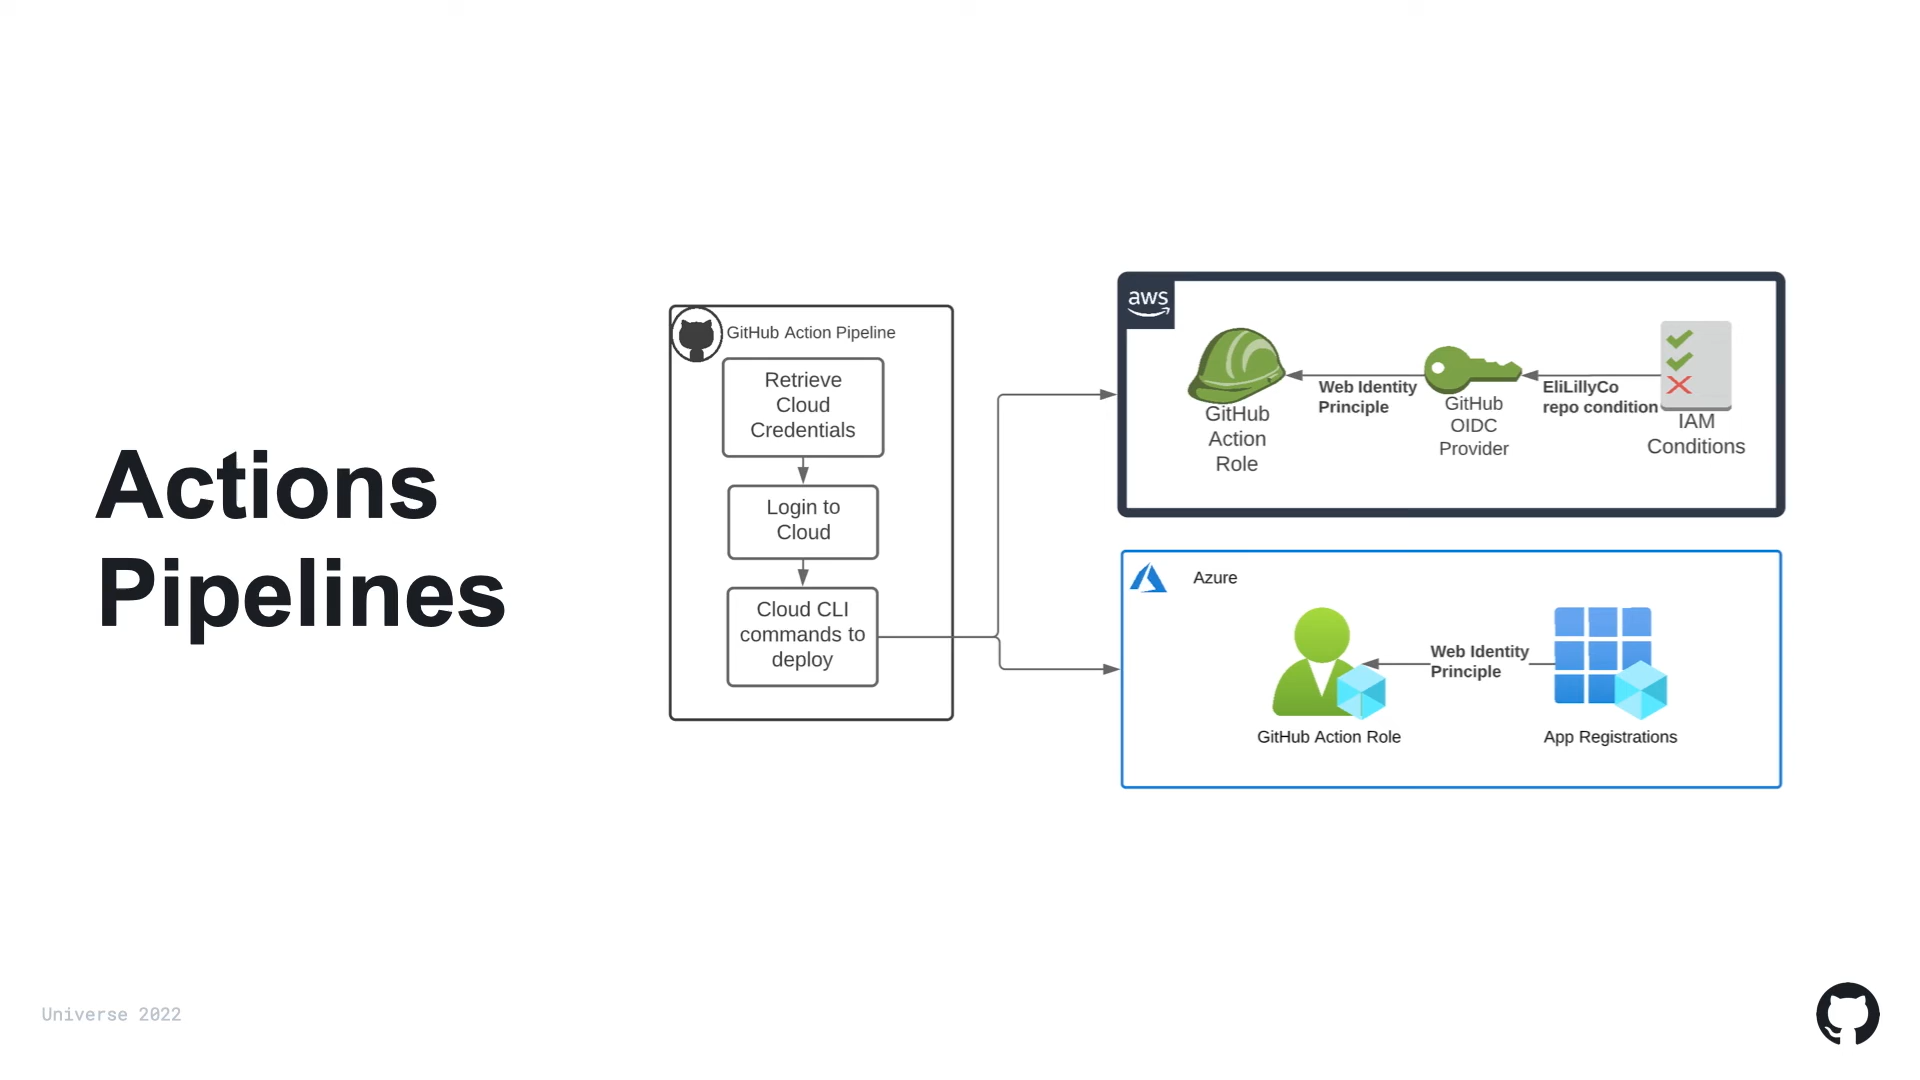 Actions
Pipelines
GitHub Action Pipeline
Retrieve
Cloud
Credentials
Login to
Cloud
Cloud CLI
commands to
deploy
aws
GitHub
Action
Role
Web Identity
Principle
GitHub
OIDC
Provider
EliLillyCo
repo condition
IAM
Conditions
Azure
GitHub Action Role
Web Identity
Principle
App Registrations
Universe 2022